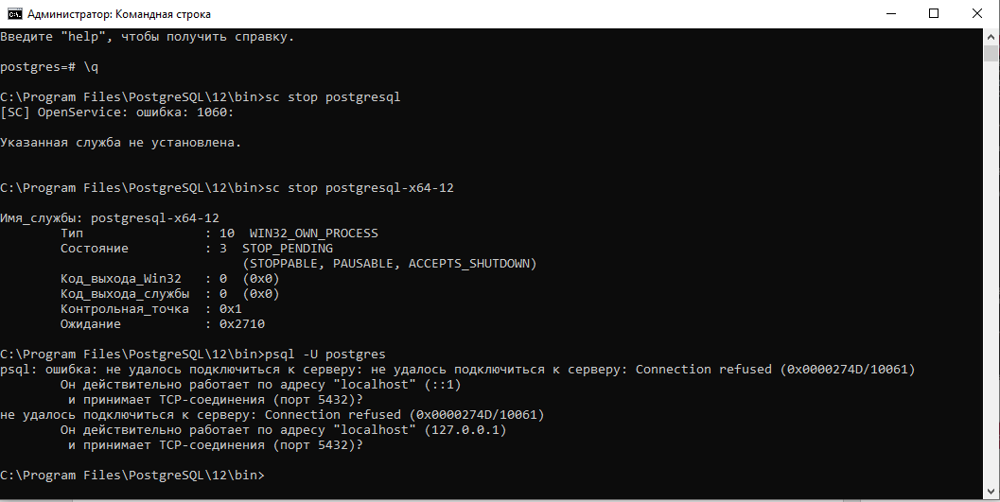 Администратор: Командная строка
Введите "help", чтобы получить справку.
postgres=# \q
C:\Program Files\PostgreSQL\12\bin>sc stop postgresql
[SC] OpenService: ошибка: 1060:
Указанная служба не установлена.
C:\Program Files\PostgreSQL\12\bin>sc stop postgresql-x64-12
Имя_службы: postgresql-x64-12
Тип : 10 WIN32_OWN_PROCESS
Состояние : 3 STOP_PENDING
(STOPPABLE, PAUSABLE, ACCEPTS_SHUTDOWN)
Код_выхода_Win32 : 0 (0x0)
Код_выхода_службы : 0 (0x0)
Контрольная_точка : 0x1
Ожидание : 0x2710
C:\Program Files\PostgreSQL\12\bin>psql -U postgres
psql: ошибка: не удалось подключиться к серверу: не удалось подключиться к серверу: Connection refused (0x0000274D/10061)
Он действительно работает по адресу "localhost" (::1)
и принимает TCP-соединения (порт 5432)?
не удалось подключиться к серверу: Connection refused (0x0000274D/10061)
Он действительно работает по адресу "localhost" (127.0.0.1)
и принимает TCP-соединения (порт 5432)?
C:\Program Files\PostgreSQL\12\bin>